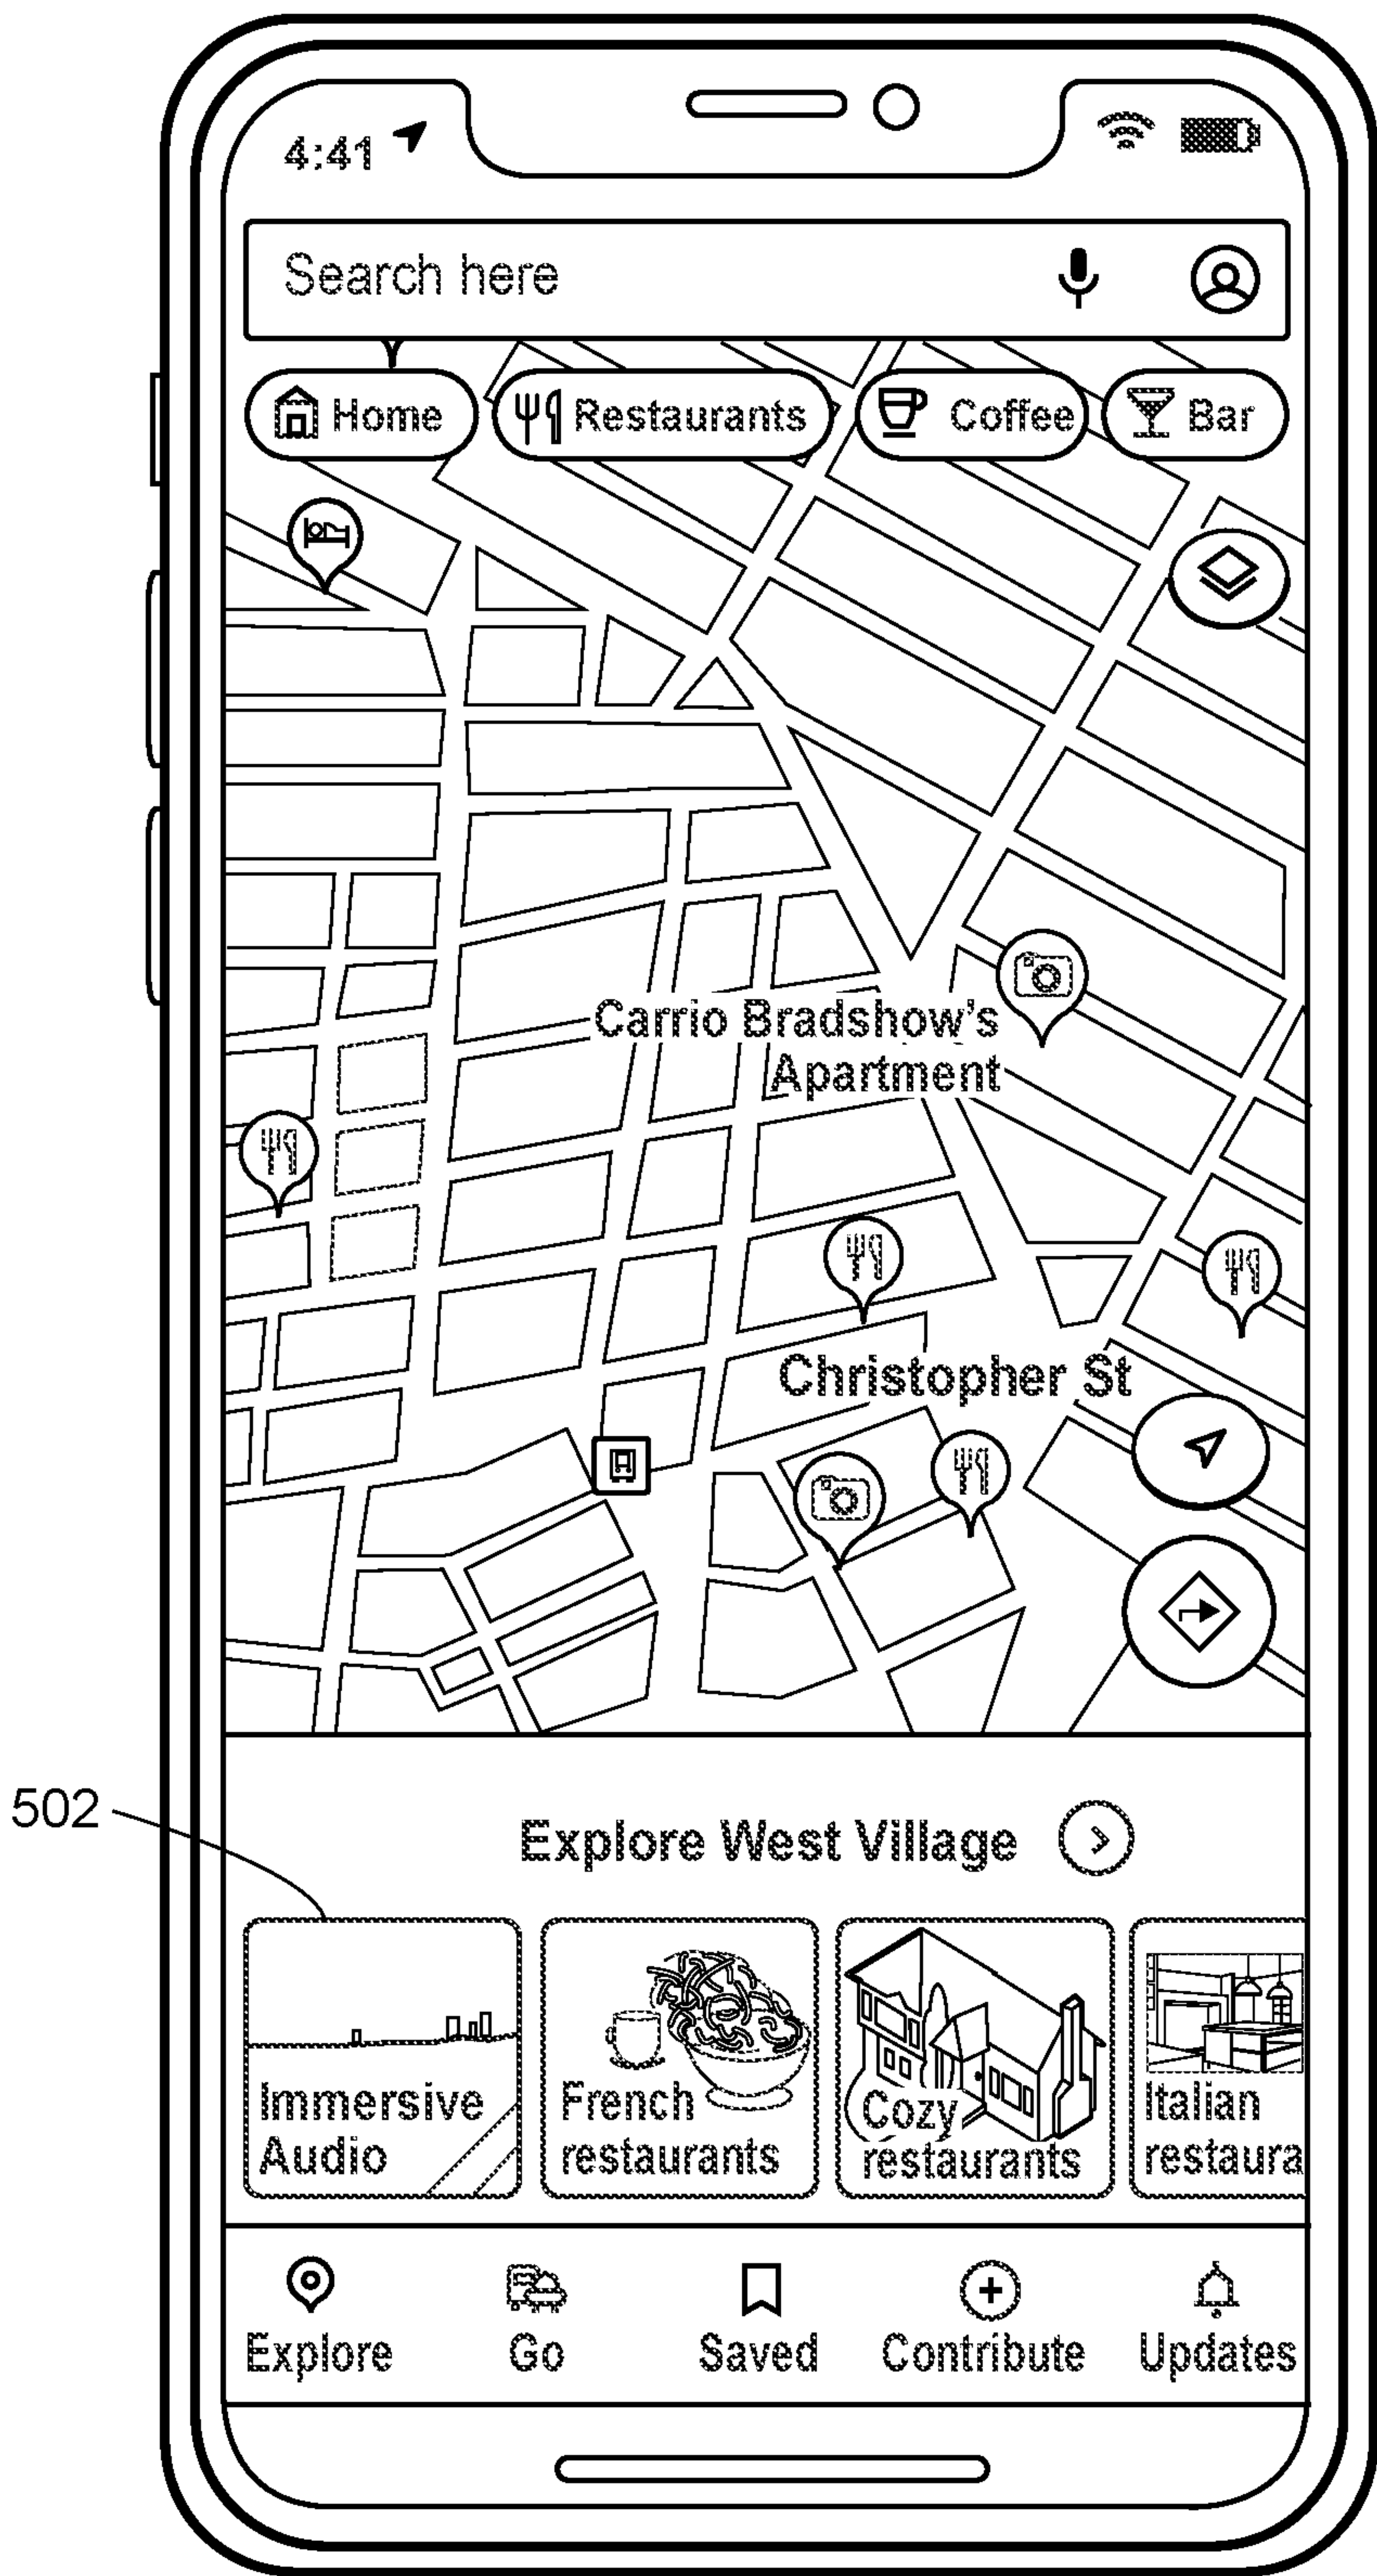 4:41
Search here
Home Restaurants Coffee Bar
Carrio Bradshow's
Apartment
Christopher St
502
Explore West Village
Immersive
Audio
French
restaurants
Cozy
restaurants
Italian
restaura
Explore Go Saved Contribute Updates